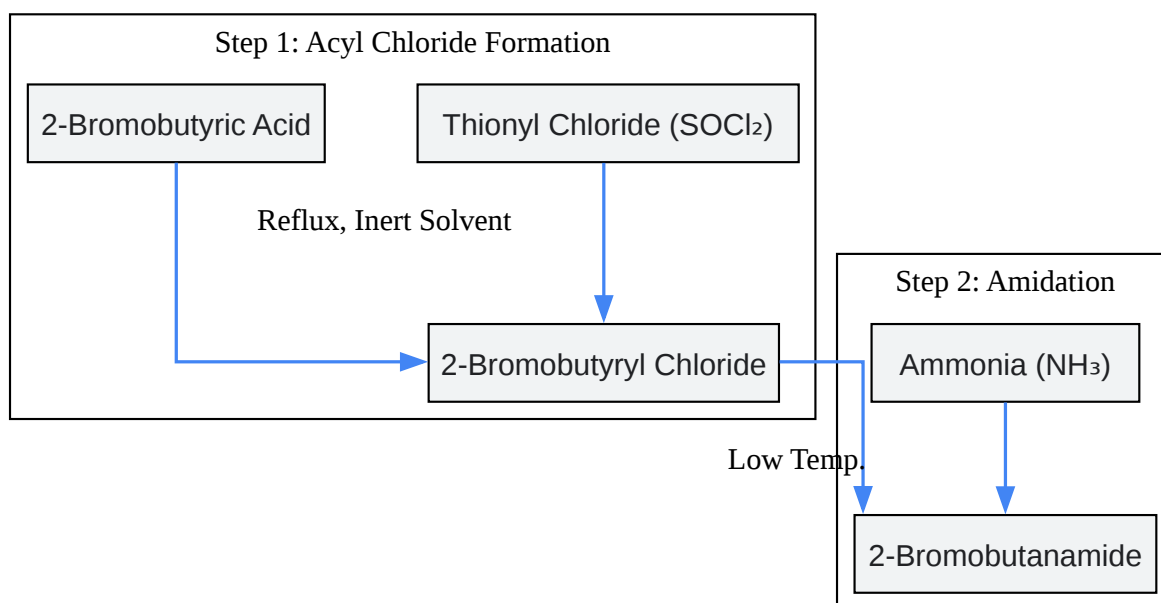 Step 1: Acyl Chloride Formation
2-Bromobutyric Acid
Thionyl Chloride (SOCl₂)
Reflux, Inert Solvent
2-Bromobutyryl Chloride
Step 2: Amidation
Ammonia (NH₃)
Low Temp.
2-Bromobutanamide